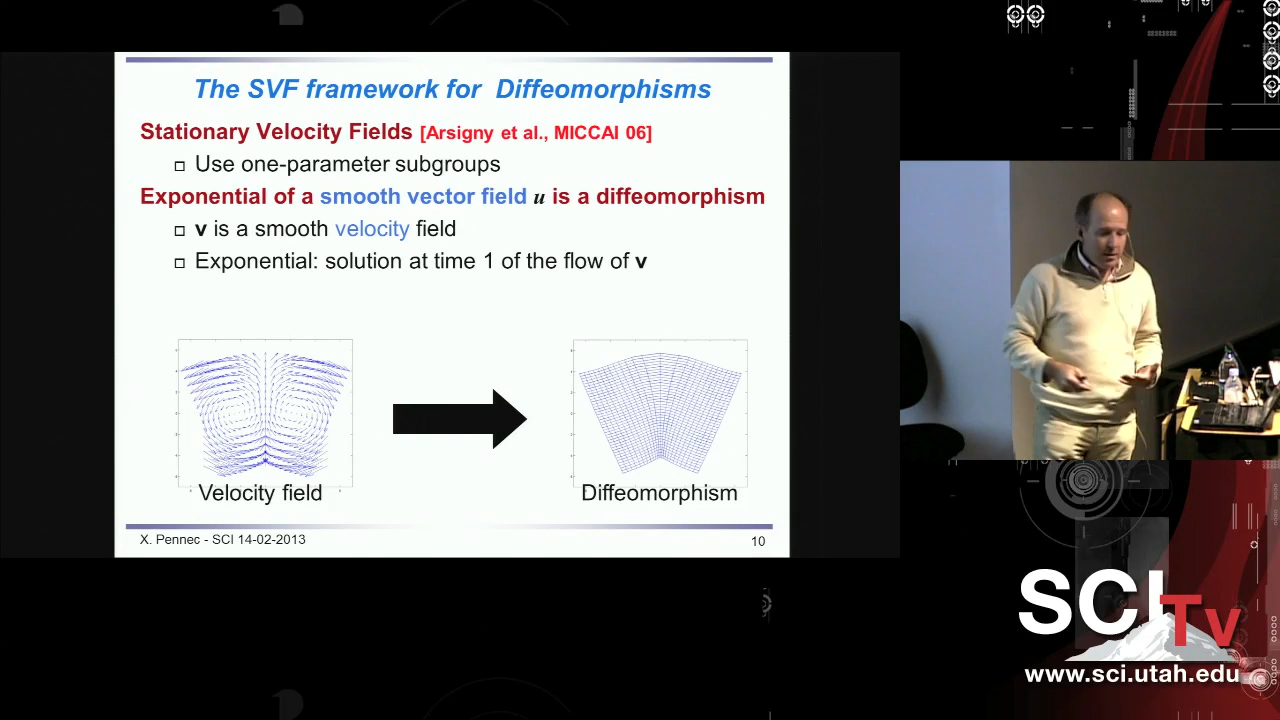 The SVF framework for Diffeomorphisms
Stationary Velocity Fields [Arsigny et al., MICCAI 06]
Use one-parameter subgroups
Exponential of a smooth vector field u is a diffeomorphism
v is a smooth velocity field
Exponential: solution at time 1 of the flow of v
Velocity field
Diffeomorphism
X. Pennec - SCI 14-02-2013
10
SCI Tv
www.sci.utah.edu